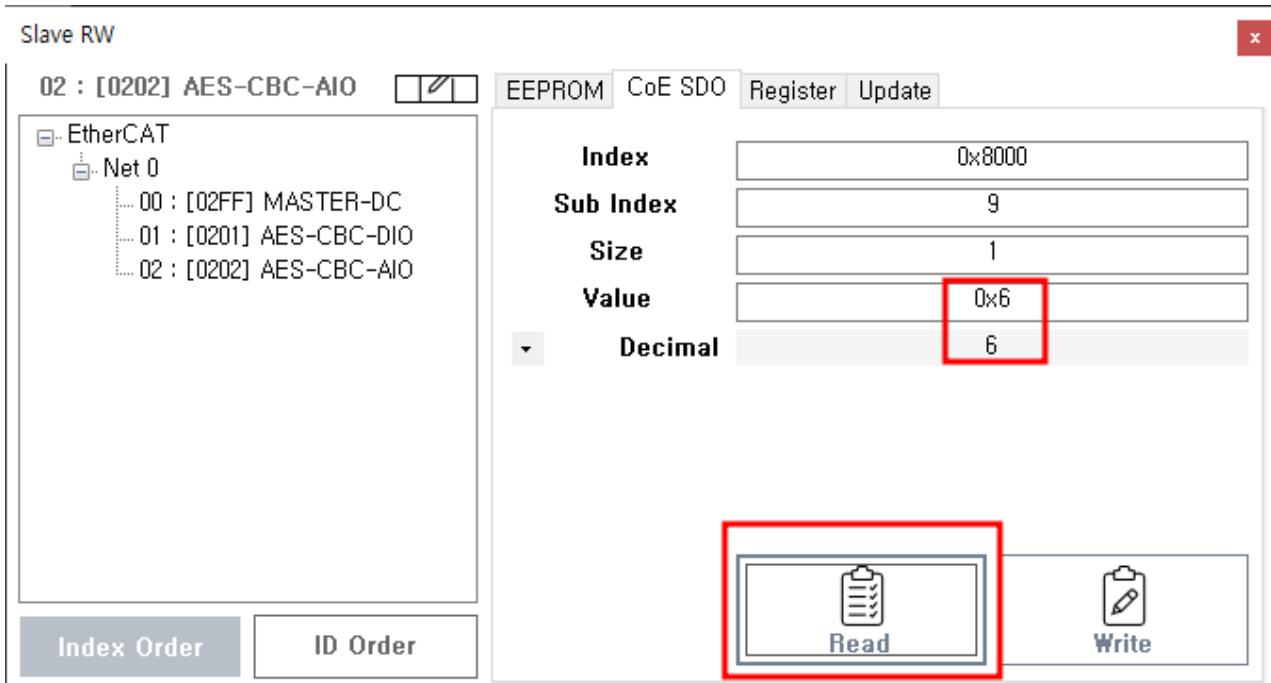 Slave RW
x
02 : [0202] AES-CBC-AIO
EtherCAT
Net 0
00 : [02FF] MASTER-DC
01 : [0201] AES-CBC-DIO
02 : [0202] AES-CBC-AIO
Index Order
ID Order
EEPROM CoE SDO Register Update
Index 0x8000
Sub Index 9
Size 1
Value 0x6
Decimal 6
Read
Write